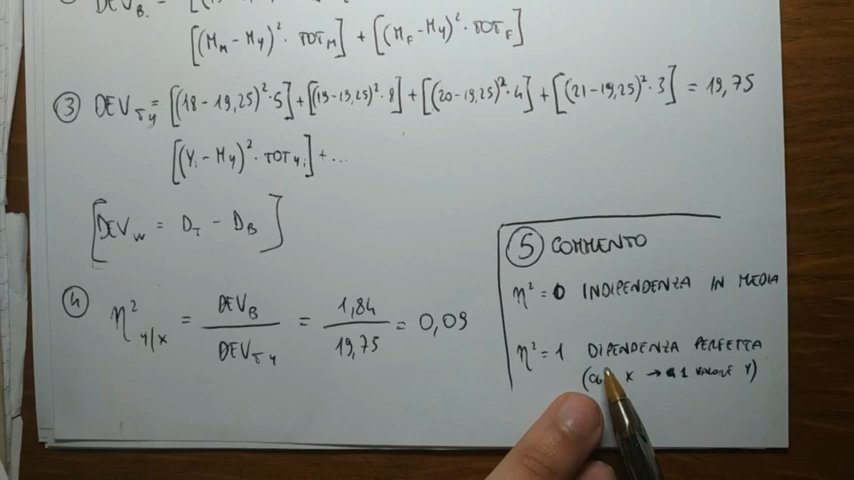 DEV_B. = [(
[(M_M - M_Y)² · TOT_M] + [(M_F - M_Y)² · TOT_F]
③ DEV_TY = [(18 - 19,25)² · 5] + [(19 - 19,25)² · 8] + [(20 - 19,25)² · 4] + [(21 - 19,25)² · 3] = 19,75
[(Y_i - M_Y)² · TOT_Yi] + ...
[DEV_W = D_T - D_B]
④ η²_Y|X = DEV_B / DEV_TY = 1,84 / 19,75 = 0,09
⑤ COMMENTO
η² = 0 INDIPENDENZA IN MEDIA
η² = 1 DIPENDENZA PERFETTA
X → 1 VALORE Y)